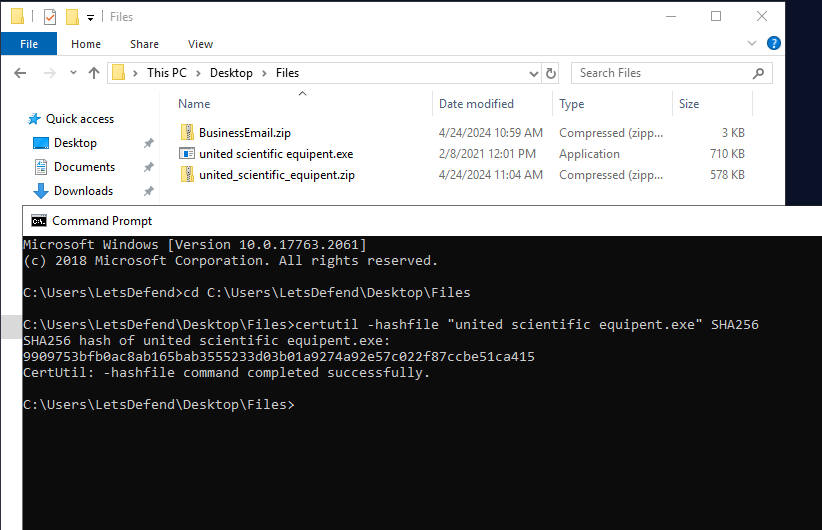 Files
File Home Share View
This PC > Desktop > Files Search Files
Name Date modified Type Size
Quick access
BusinessEmail.zip 4/24/2024 10:59 AM Compressed (zipp... 3 KB
Desktop
united scientific equipent.exe 2/8/2021 12:01 PM Application 710 KB
Documents
united_scientific_equipent.zip 4/24/2024 11:04 AM Compressed (zipp... 578 KB
Downloads
Command Prompt
Microsoft Windows [Version 10.0.17763.2061]
(c) 2018 Microsoft Corporation. All rights reserved.
C:\Users\LetsDefend>cd C:\Users\LetsDefend\Desktop\Files
C:\Users\LetsDefend\Desktop\Files>certutil -hashfile "united scientific equipent.exe" SHA256
SHA256 hash of united scientific equipent.exe:
9909753bfb0ac8ab165bab3555233d03b01a9274a92e57c022f87ccbe51ca415
CertUtil: -hashfile command completed successfully.
C:\Users\LetsDefend\Desktop\Files>